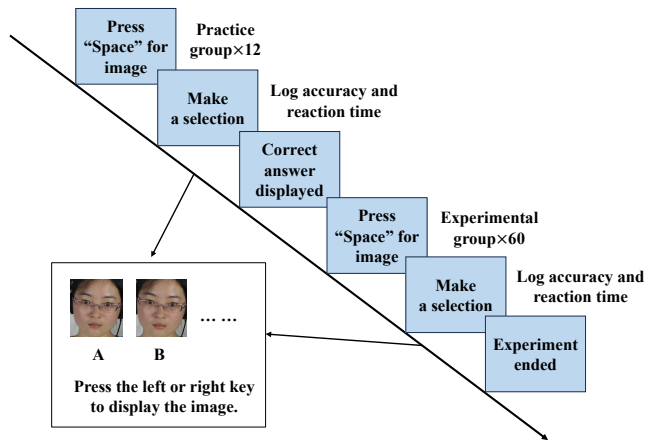 Press
“Space” for
image
Practice
group×12
Make
a selection
Log accuracy and
reaction time
Correct
answer
displayed
Press
“Space” for
image
Experimental
group×60
Make
a selection
Log accuracy and
reaction time
Experiment
ended
... ...
A
B
Press the left or right key
to display the image.